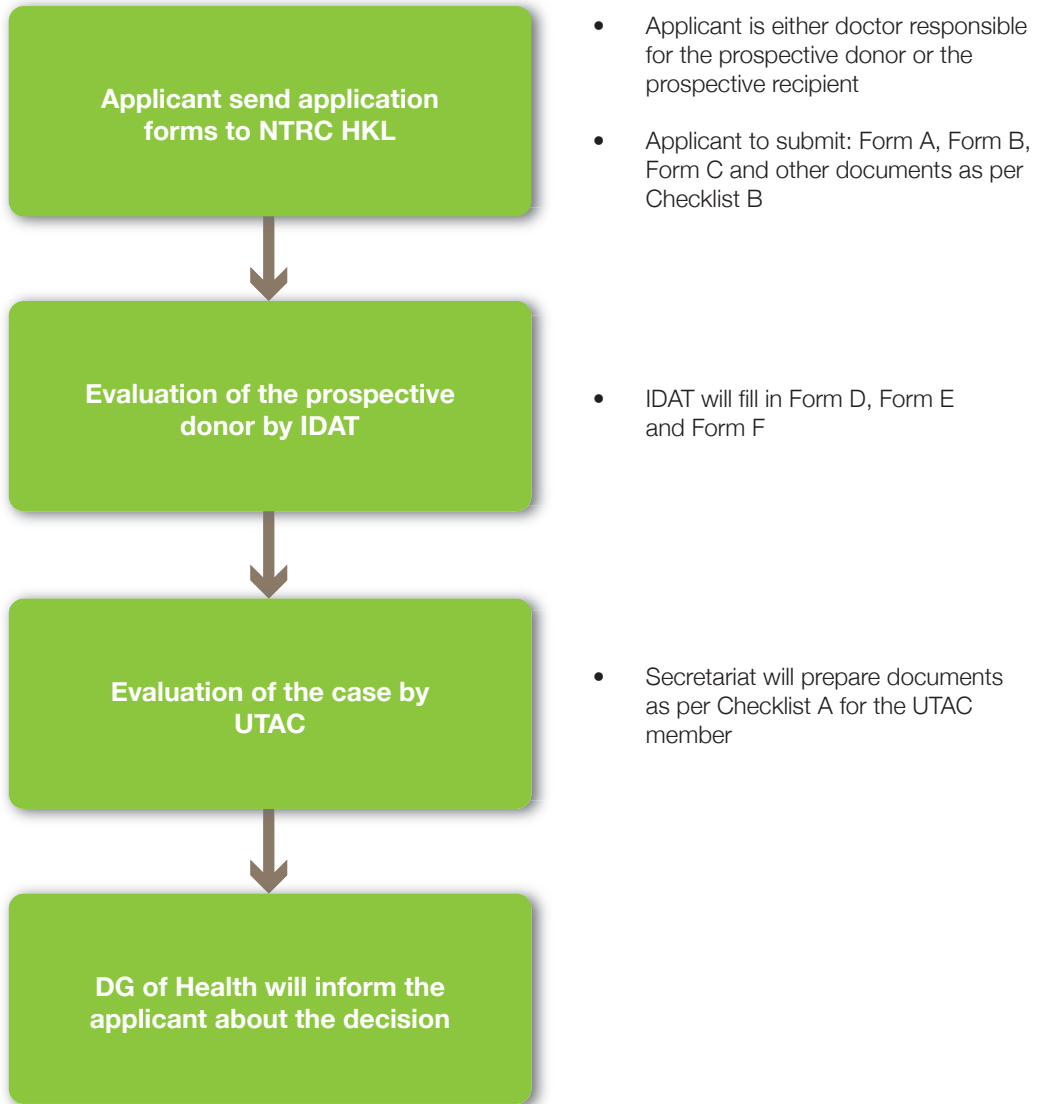 Applicant send application
forms to NTRC HKL
• Applicant is either doctor responsible
for the prospective donor or the
prospective recipient
• Applicant to submit: Form A, Form B,
Form C and other documents as per
Checklist B
Evaluation of the prospective
donor by IDAT
• IDAT will fill in Form D, Form E
and Form F
Evaluation of the case by
UTAC
• Secretariat will prepare documents
as per Checklist A for the UTAC
member
DG of Health will inform the
applicant about the decision